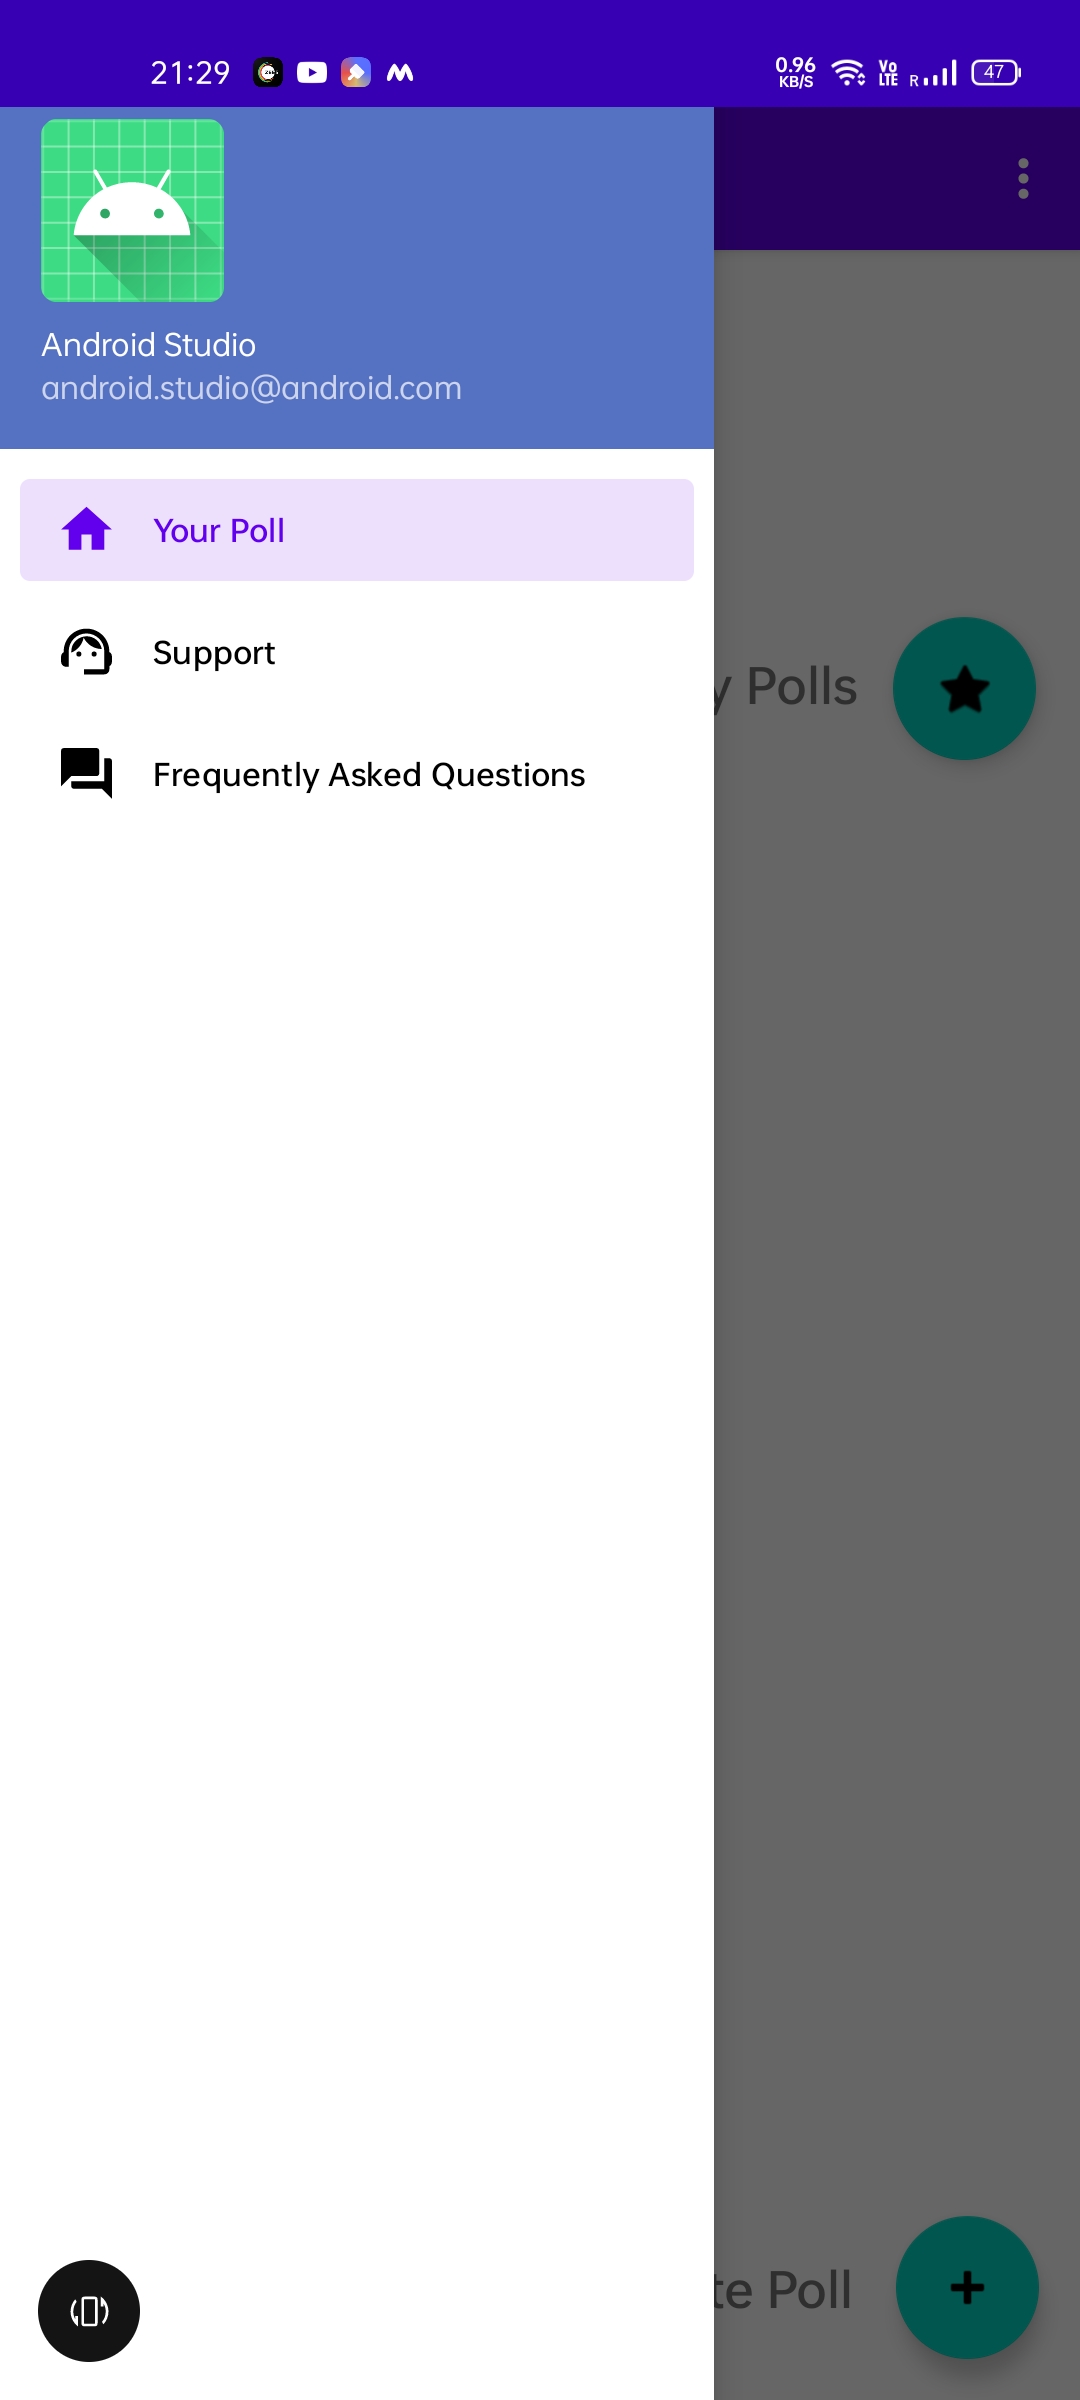 21:29
0.96
KB/S
Vo
LTE
R
47
Android Studio
android.studio@android.com
Your Poll
Support
Frequently Asked Questions
y Polls
te Poll